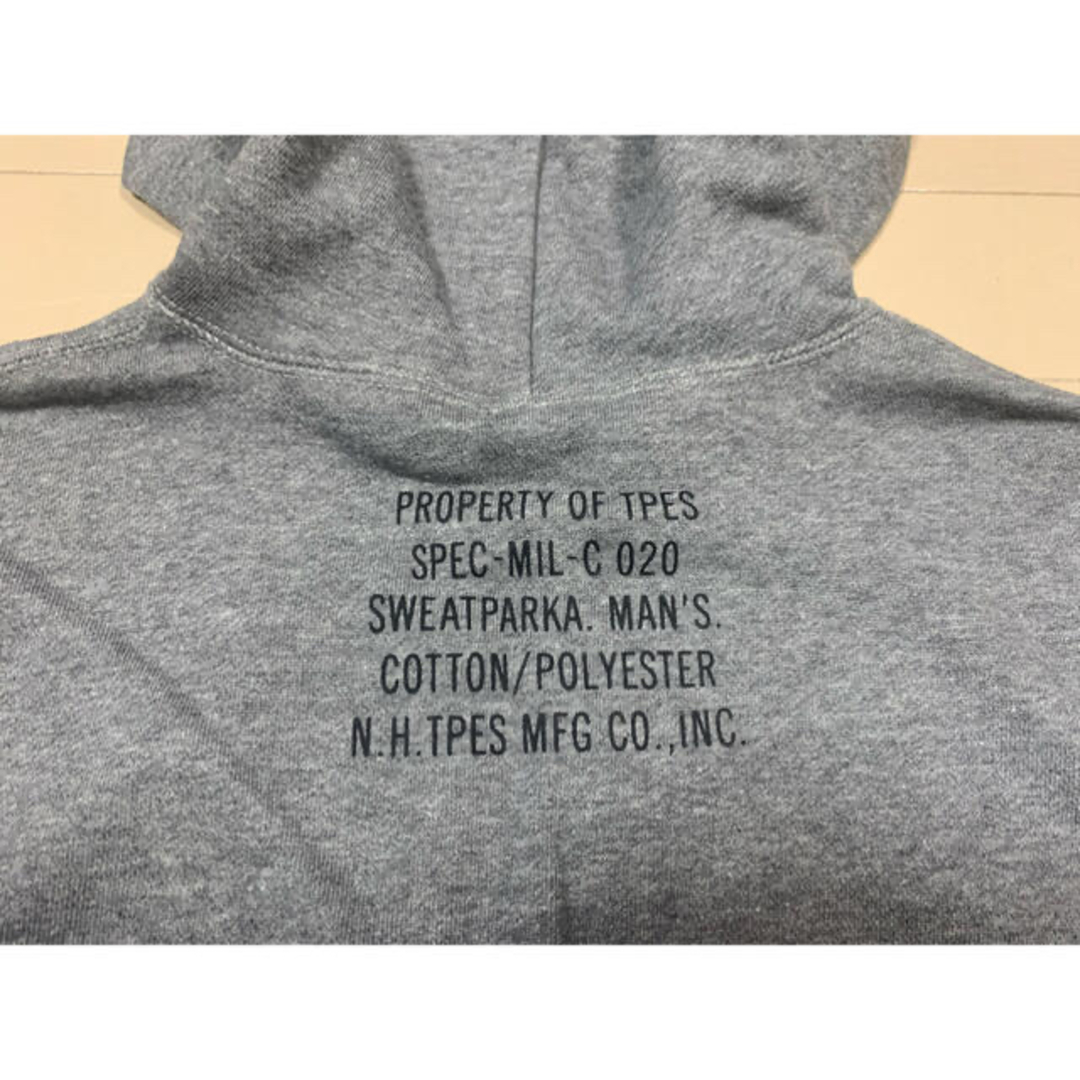 PROPERTY OF TPES
SPEC-MIL-C 020
SWEATPARKA. MAN'S.
COTTON/POLYESTER
N.H.TPES MFG CO.,INC.